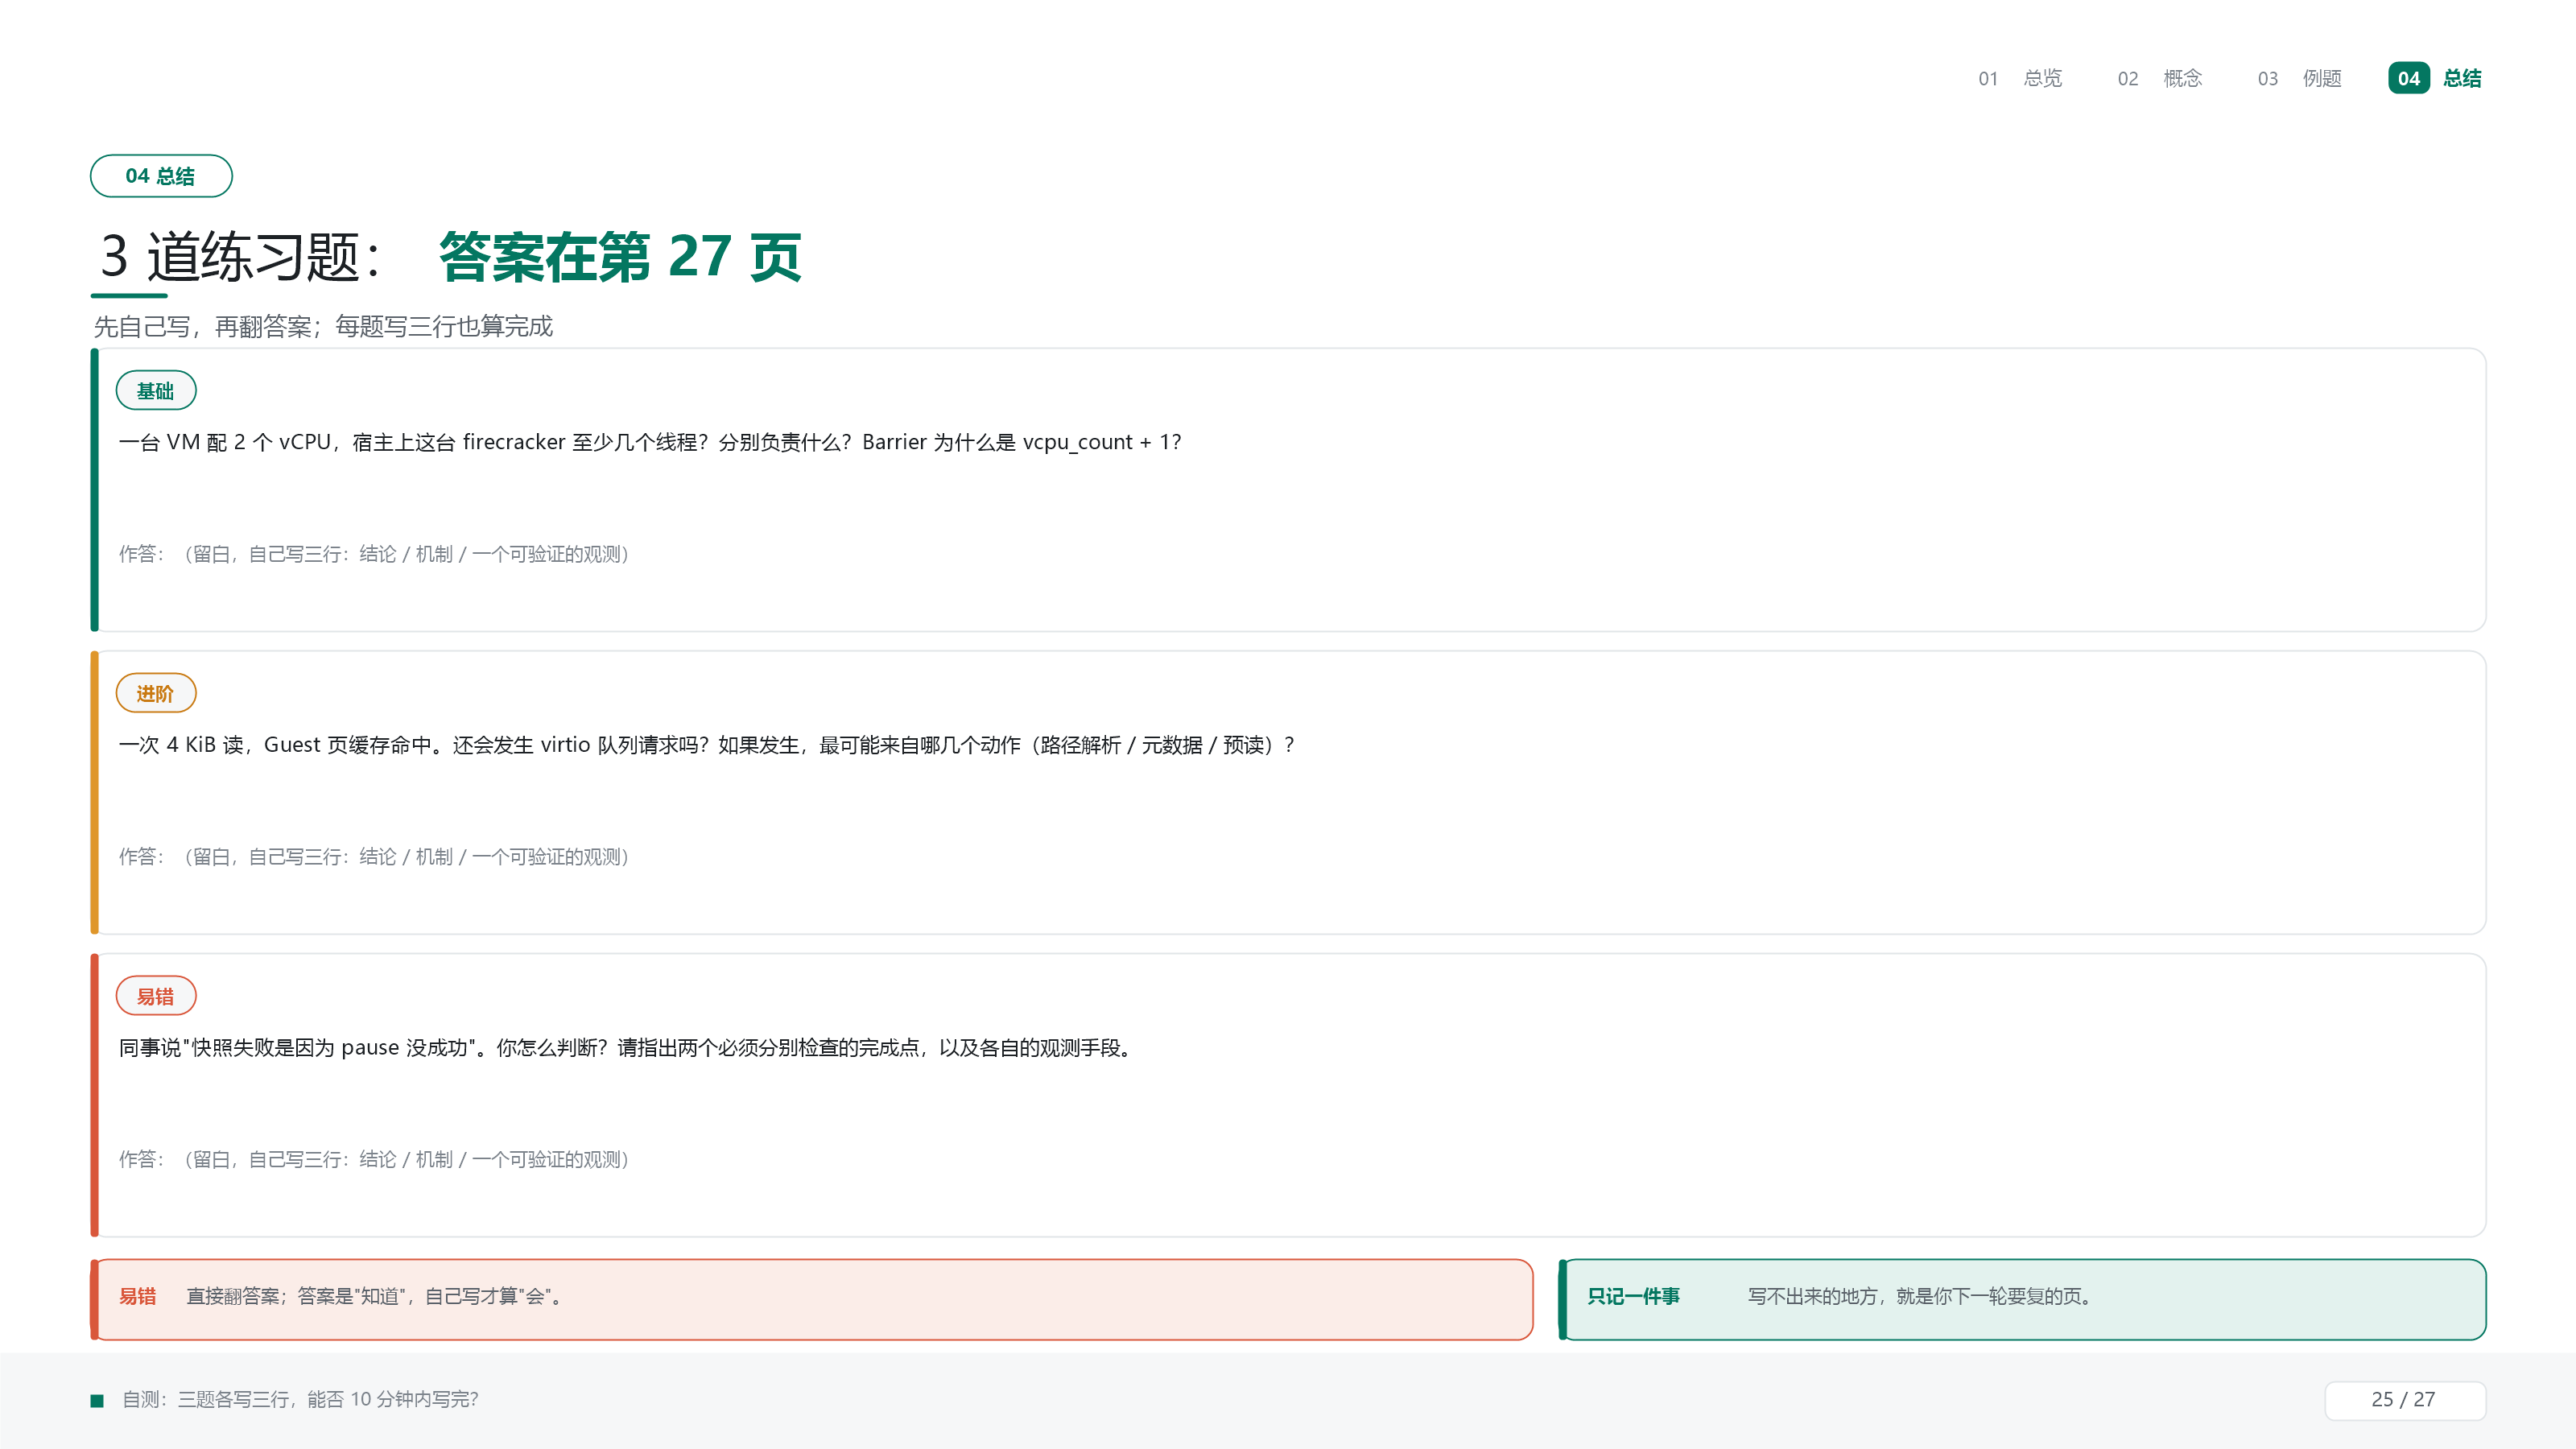 01 总览 02 概念 03 例题 04 总结
04 总结
3 道练习题： 答案在第 27 页
先自己写，再翻答案；每题写三行也算完成
基础
一台 VM 配 2 个 vCPU，宿主上这台 firecracker 至少几个线程？分别负责什么？Barrier 为什么是 vcpu_count + 1？
作答：（留白，自己写三行：结论 / 机制 / 一个可验证的观测）
进阶
一次 4 KiB 读，Guest 页缓存命中。还会发生 virtio 队列请求吗？如果发生，最可能来自哪几个动作（路径解析 / 元数据 / 预读）？
作答：（留白，自己写三行：结论 / 机制 / 一个可验证的观测）
易错
同事说"快照失败是因为 pause 没成功"。你怎么判断？请指出两个必须分别检查的完成点，以及各自的观测手段。
作答：（留白，自己写三行：结论 / 机制 / 一个可验证的观测）
易错 直接翻答案；答案是"知道"，自己写才算"会"。
只记一件事 写不出来的地方，就是你下一轮要复的页。
自测：三题各写三行，能否 10 分钟内写完？
25 / 27